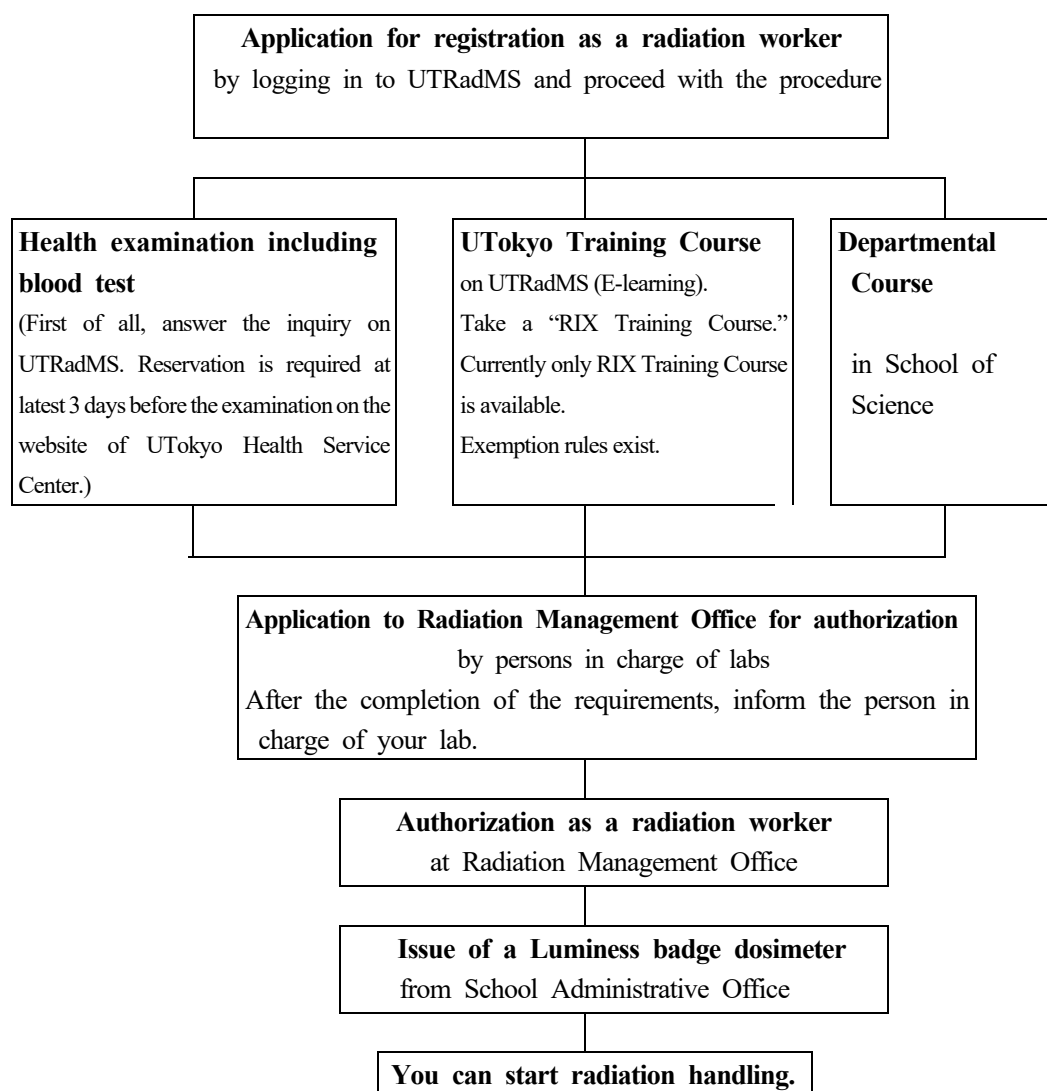 Application for registration as a radiation worker
by logging in to UTRadMS and proceed with the procedure
Health examination including
blood test
(First of all, answer the inquiry on
UTRadMS. Reservation is required at
latest 3 days before the examination on the
website of UTokyo Health Service
Center.)
UTokyo Training Course
on UTRadMS (E-learning).
Take a “RIX Training Course.”
Currently only RIX Training Course
is available.
Exemption rules exist.
Departmental
Course
in School of
Science
Application to Radiation Management Office for authorization
by persons in charge of labs
After the completion of the requirements, inform the person in
charge of your lab.
Authorization as a radiation worker
at Radiation Management Office
Issue of a Luminess badge dosimeter
from School Administrative Office
You can start radiation handling.